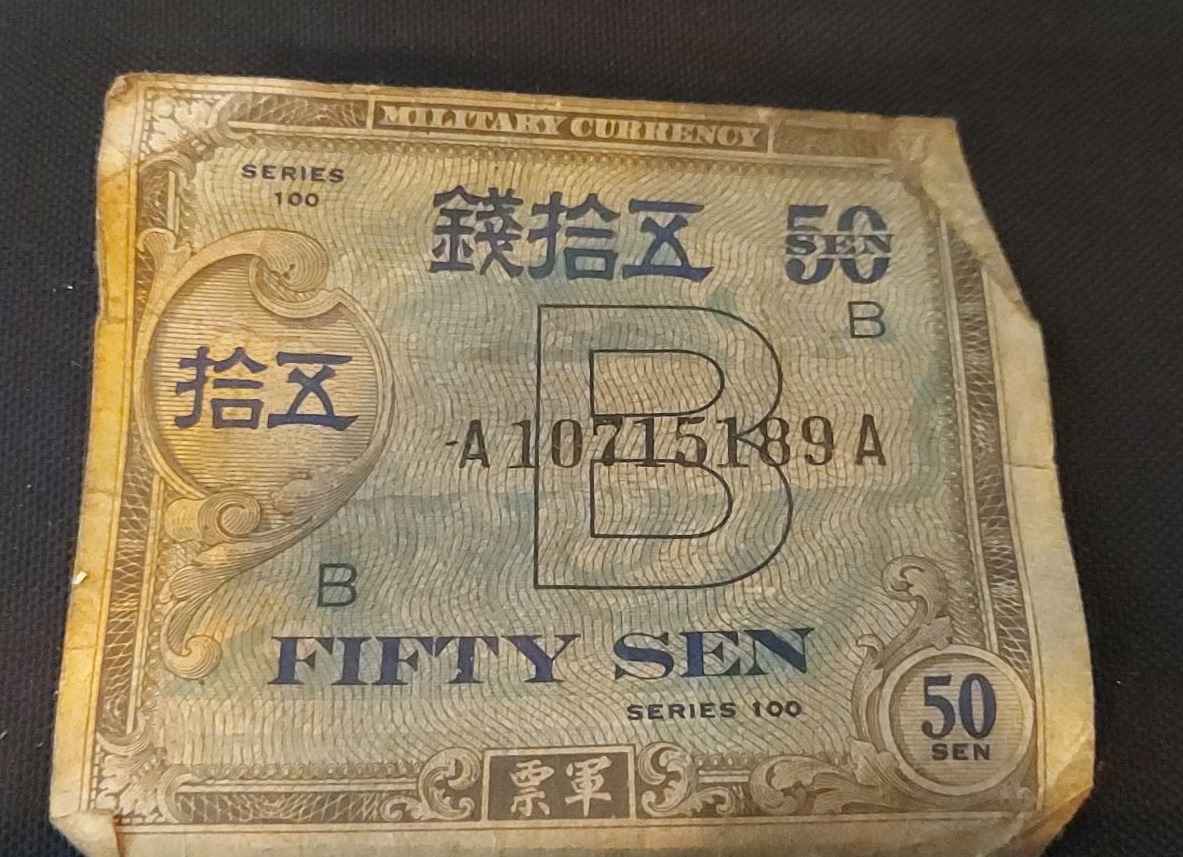 MILITARY CURRENCY
SERIES
100
錢拾五
50
SEN
B
拾五
B
A10715189A
B
FIFTY SEN
SERIES 100
50
SEN
票軍